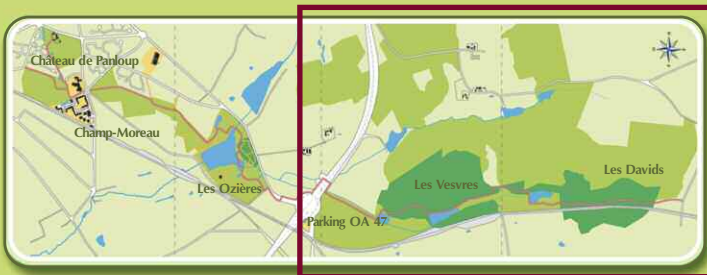 Château de Panloup
Champ-Moreau
Les Ozières
Parking OA 47
Les Vesvres
Les Davids